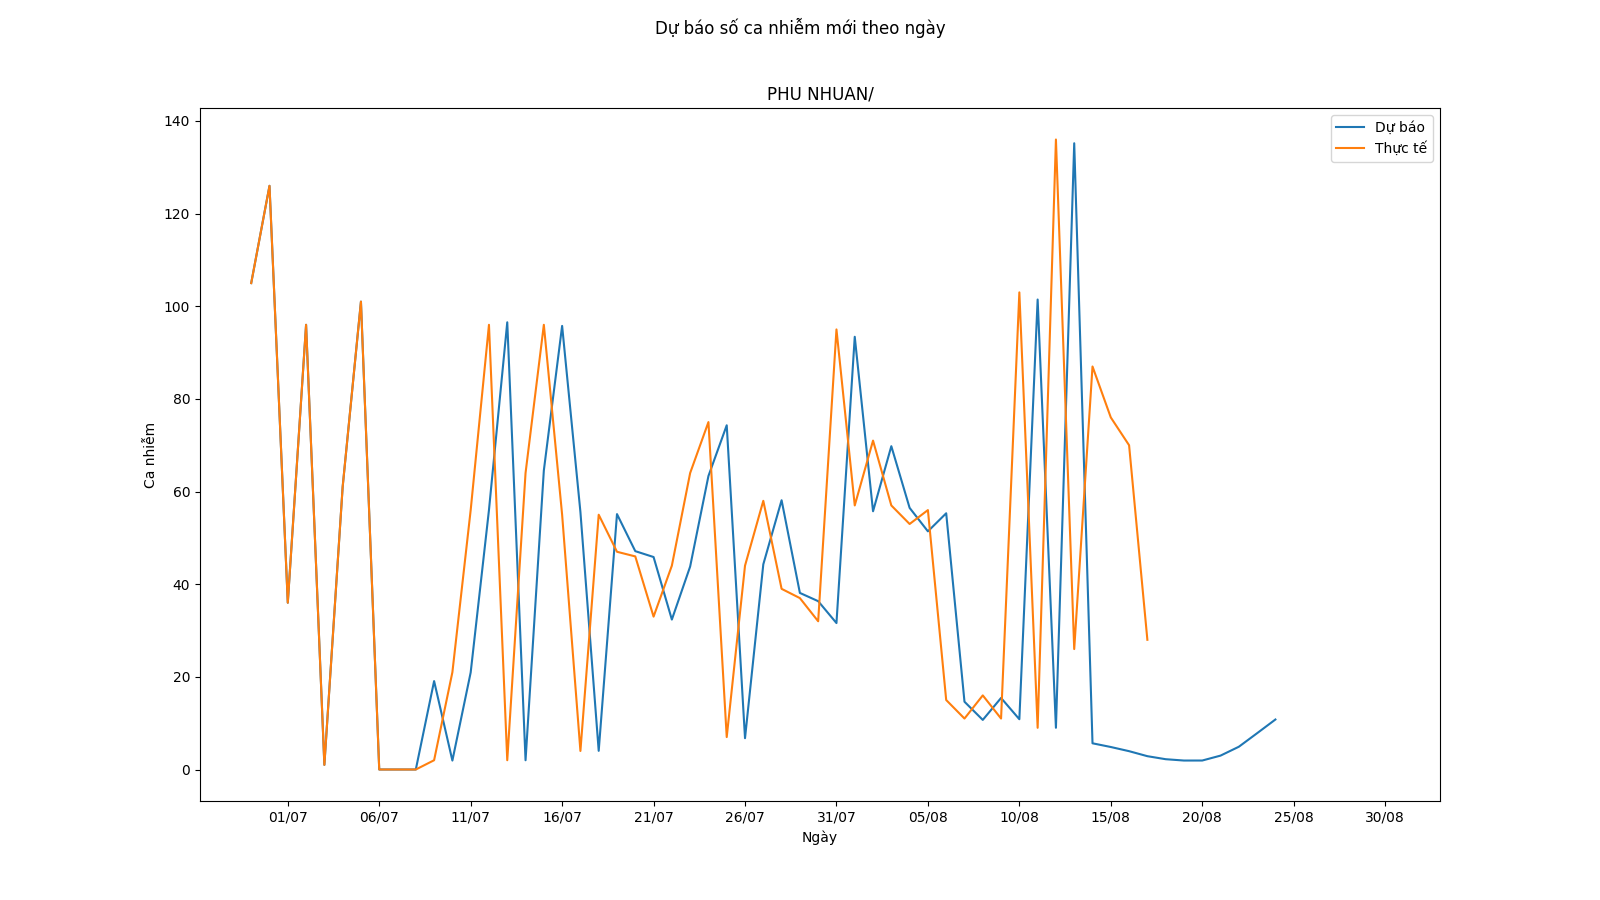 Dự báo số ca nhiễm mới theo ngày
PHU NHUAN/
140
120
100
80
60
40
20
0
Ca nhiễm
Dự báo
Thực tế
01/07 06/07 11/07 16/07 21/07 26/07 31/07 05/08 10/08 15/08 20/08 25/08 30/08
Ngày